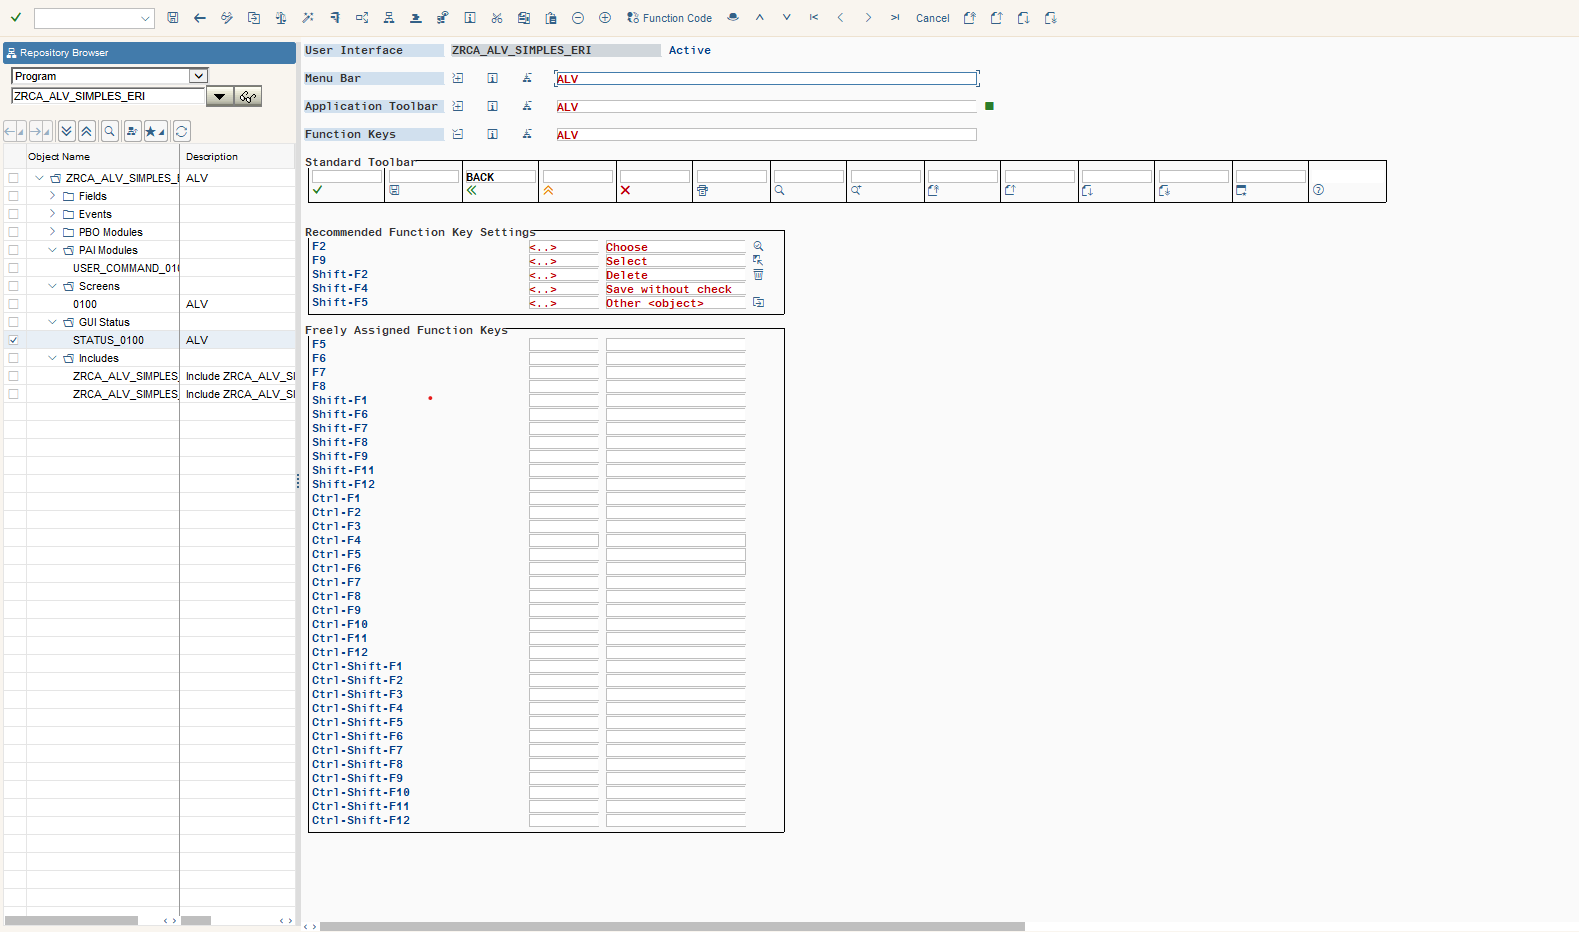 Function Code
Cancel
Repository Browser
Program
ZRCA_ALV_SIMPLES_ERI
Object Name Description
ZRCA_ALV_SIMPLES_E ALV
Fields
Events
PBO Modules
PAI Modules
USER_COMMAND_010
Screens
0100 ALV
GUI Status
STATUS_0100 ALV
Includes
ZRCA_ALV_SIMPLES_ Include ZRCA_ALV_SI
ZRCA_ALV_SIMPLES_ Include ZRCA_ALV_SI
User Interface ZRCA_ALV_SIMPLES_ERI Active
Menu Bar ALV
Application Toolbar ALV
Function Keys ALV
Standard Toolbar
BACK
Recommended Function Key Settings
F2 <..> Choose
F9 <..> Select
Shift-F2 <..> Delete
Shift-F4 <..> Save without check
Shift-F5 <..> Other <object>
Freely Assigned Function Keys
F5
F6
F7
F8
Shift-F1
Shift-F6
Shift-F7
Shift-F8
Shift-F9
Shift-F11
Shift-F12
Ctrl-F1
Ctrl-F2
Ctrl-F3
Ctrl-F4
Ctrl-F5
Ctrl-F6
Ctrl-F7
Ctrl-F8
Ctrl-F9
Ctrl-F10
Ctrl-F11
Ctrl-F12
Ctrl-Shift-F1
Ctrl-Shift-F2
Ctrl-Shift-F3
Ctrl-Shift-F4
Ctrl-Shift-F5
Ctrl-Shift-F6
Ctrl-Shift-F7
Ctrl-Shift-F8
Ctrl-Shift-F9
Ctrl-Shift-F10
Ctrl-Shift-F11
Ctrl-Shift-F12